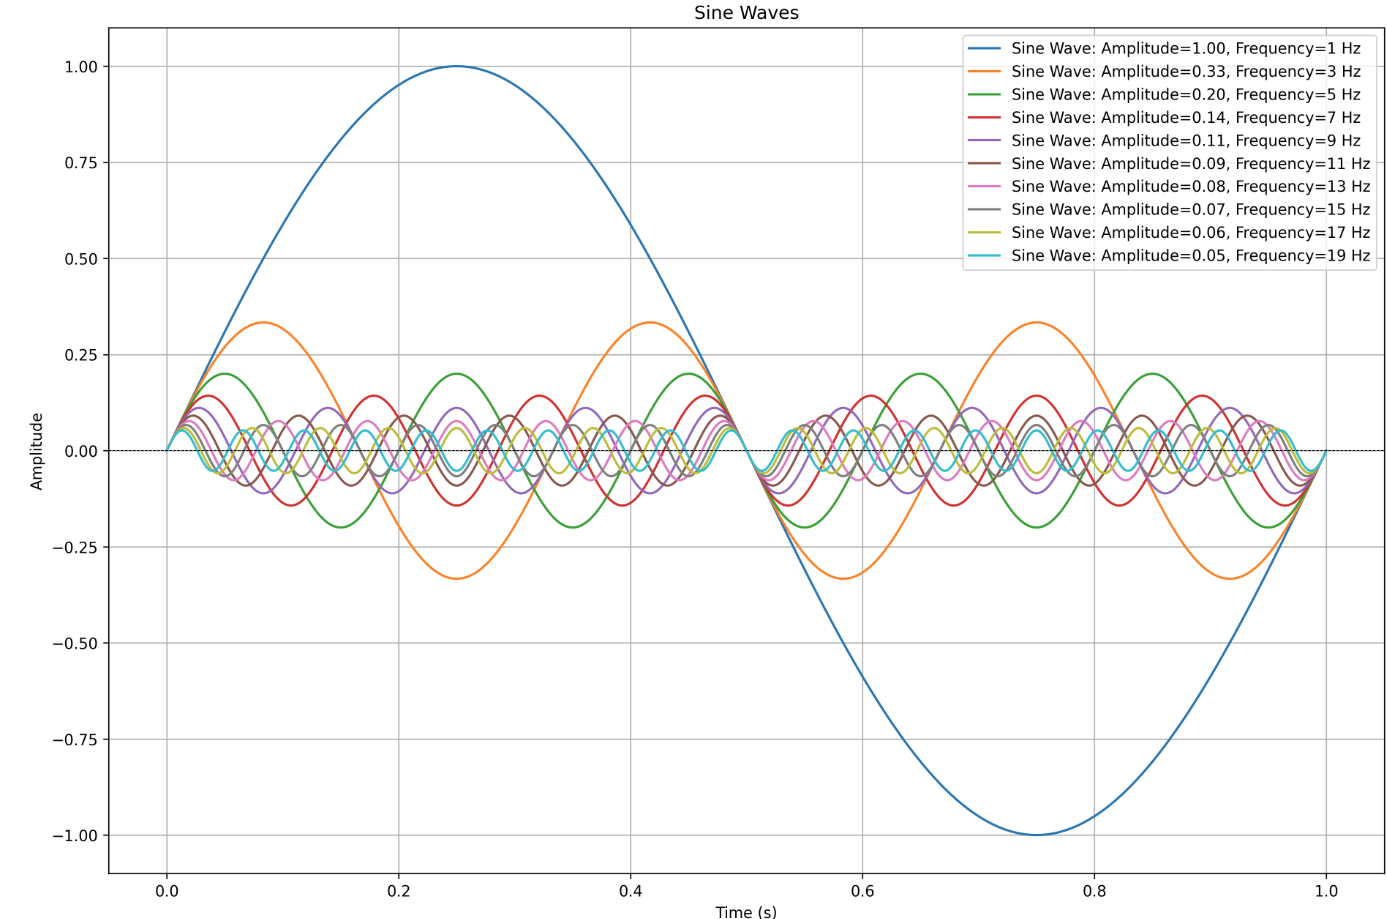 Sine Waves
Sine Wave: Amplitude=1.00, Frequency=1 Hz
Sine Wave: Amplitude=0.33, Frequency=3 Hz
Sine Wave: Amplitude=0.20, Frequency=5 Hz
Sine Wave: Amplitude=0.14, Frequency=7 Hz
Sine Wave: Amplitude=0.11, Frequency=9 Hz
Sine Wave: Amplitude=0.09, Frequency=11 Hz
Sine Wave: Amplitude=0.08, Frequency=13 Hz
Sine Wave: Amplitude=0.07, Frequency=15 Hz
Sine Wave: Amplitude=0.06, Frequency=17 Hz
Sine Wave: Amplitude=0.05, Frequency=19 Hz
1.00
0.75
0.50
0.25
0.00
−0.25
−0.50
−0.75
−1.00
Amplitude
0.0 0.2 0.4 0.6 0.8 1.0
Time (s)